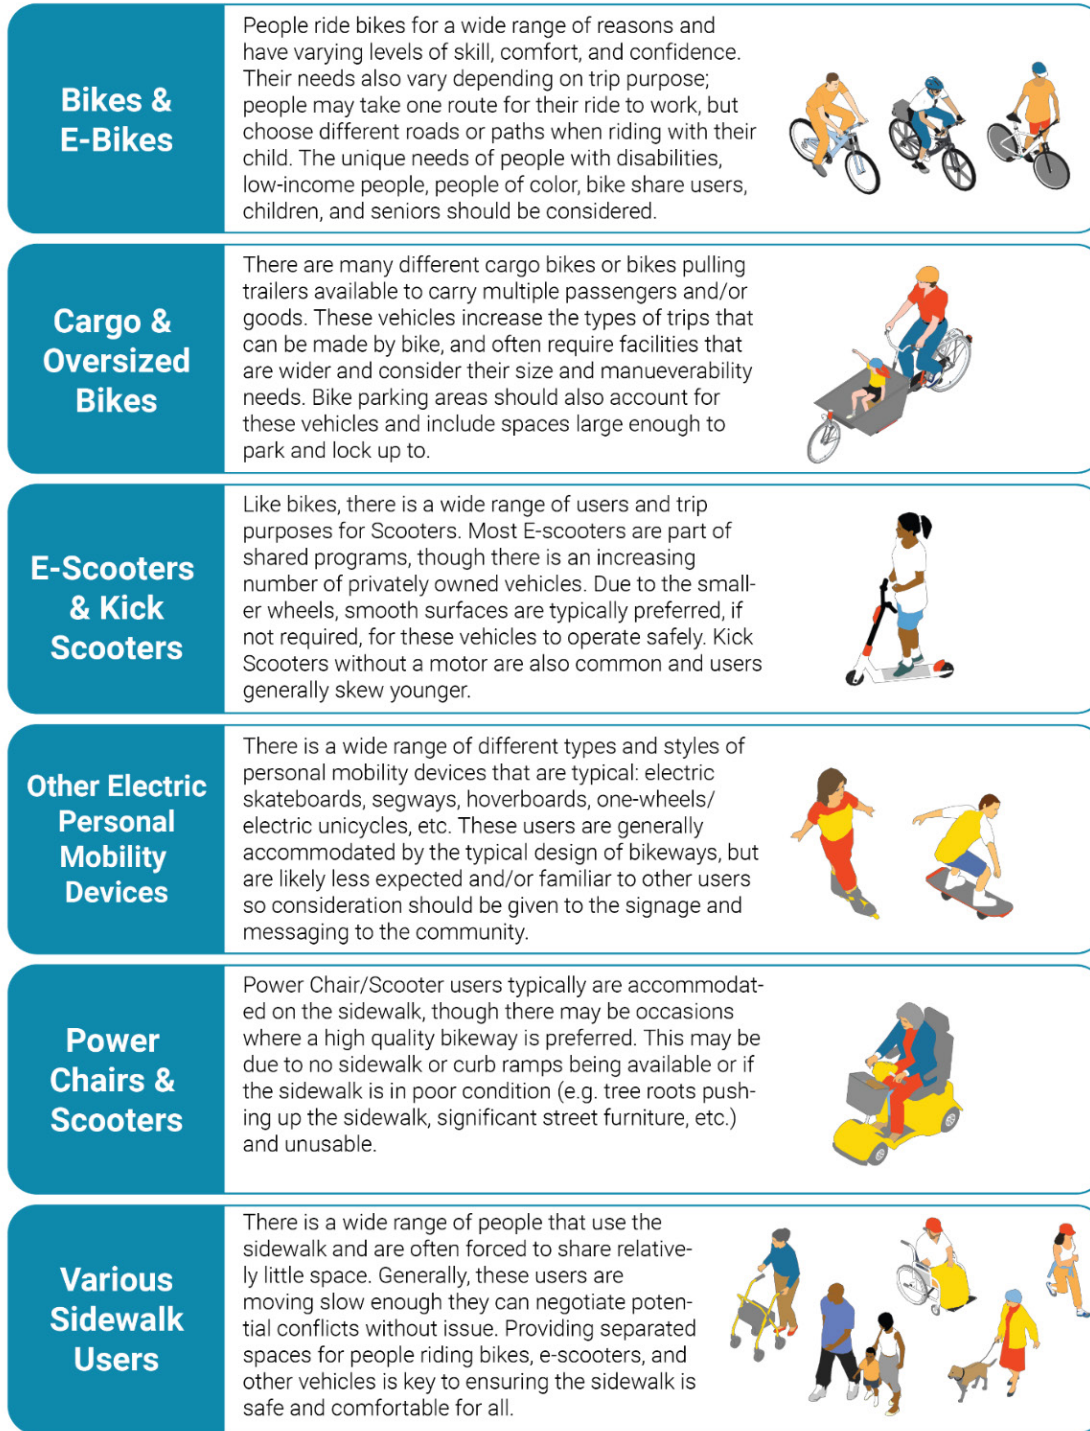 Bikes &
E-Bikes
People ride bikes for a wide range of reasons and
have varying levels of skill, comfort, and confidence.
Their needs also vary depending on trip purpose;
people may take one route for their ride to work, but
choose different roads or paths when riding with their
child. The unique needs of people with disabilities,
low-income people, people of color, bike share users,
children, and seniors should be considered.
Cargo &
Oversized
Bikes
There are many different cargo bikes or bikes pulling
trailers available to carry multiple passengers and/or
goods. These vehicles increase the types of trips that
can be made by bike, and often require facilities that
are wider and consider their size and manueverability
needs. Bike parking areas should also account for
these vehicles and include spaces large enough to
park and lock up to.
E-Scooters
& Kick
Scooters
Like bikes, there is a wide range of users and trip
purposes for Scooters. Most E-scooters are part of
shared programs, though there is an increasing
number of privately owned vehicles. Due to the small-
er wheels, smooth surfaces are typically preferred, if
not required, for these vehicles to operate safely. Kick
Scooters without a motor are also common and users
generally skew younger.
Other Electric
Personal
Mobility
Devices
There is a wide range of different types and styles of
personal mobility devices that are typical: electric
skateboards, segways, hoverboards, one-wheels/
electric unicycles, etc. These users are generally
accommodated by the typical design of bikeways, but
are likely less expected and/or familiar to other users
so consideration should be given to the signage and
messaging to the community.
Power
Chairs &
Scooters
Power Chair/Scooter users typically are accommodat-
ed on the sidewalk, though there may be occasions
where a high quality bikeway is preferred. This may be
due to no sidewalk or curb ramps being available or if
the sidewalk is in poor condition (e.g. tree roots push-
ing up the sidewalk, significant street furniture, etc.)
and unusable.
Various
Sidewalk
Users
There is a wide range of people that use the
sidewalk and are often forced to share relative-
ly little space. Generally, these users are
moving slow enough they can negotiate poten-
tial conflicts without issue. Providing separated
spaces for people riding bikes, e-scooters, and
other vehicles is key to ensuring the sidewalk is
safe and comfortable for all.